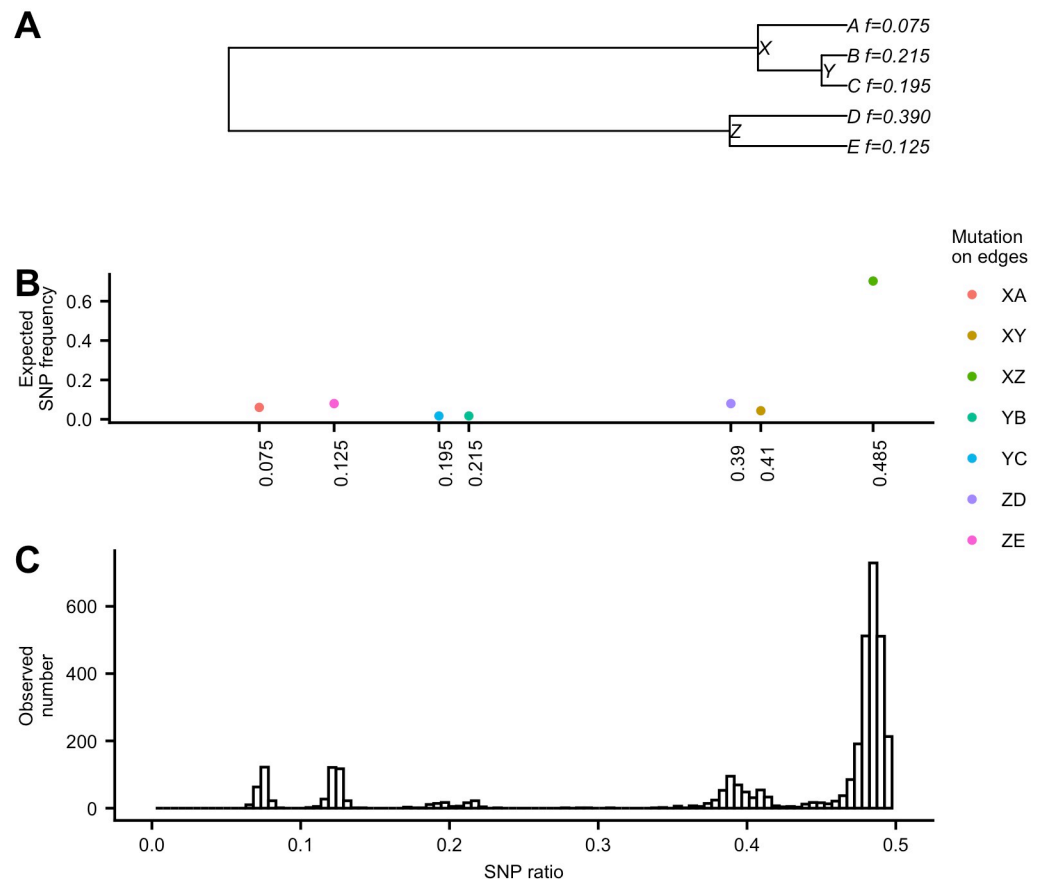 A
A f=0.075
X
B f=0.215
Y
C f=0.195
D f=0.390
Z
E f=0.125
B
Expected
SNP frequency
0.6
0.4
0.2
0.0
0.075
0.125
0.195
0.215
0.39
0.41
0.485
Mutation
on edges
XA
XY
XZ
YB
YC
ZD
ZE
C
Observed
number
600
400
200
0
0.0
0.1
0.2
0.3
0.4
0.5
SNP ratio